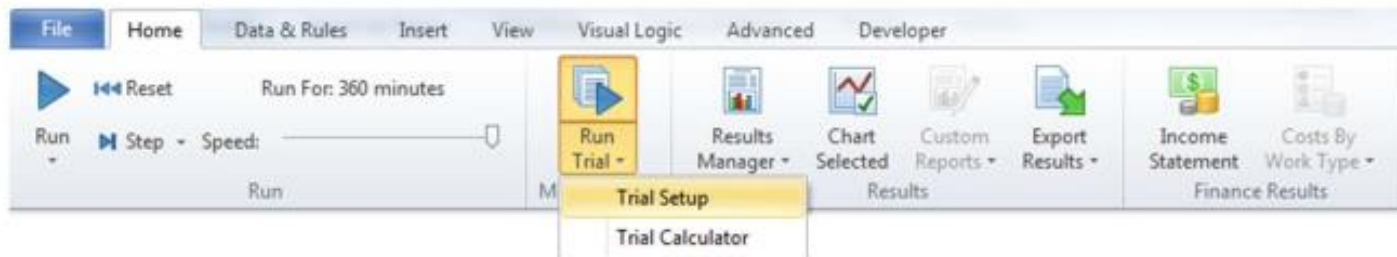 File Home Data & Rules Insert View Visual Logic Advanced Developer
Reset Run For: 360 minutes
Run Step Speed: Run Trial Results Manager Chart Selected Custom Reports Export Results Income Statement Costs By Work Type
Run M Results Finance Results
Trial Setup
Trial Calculator